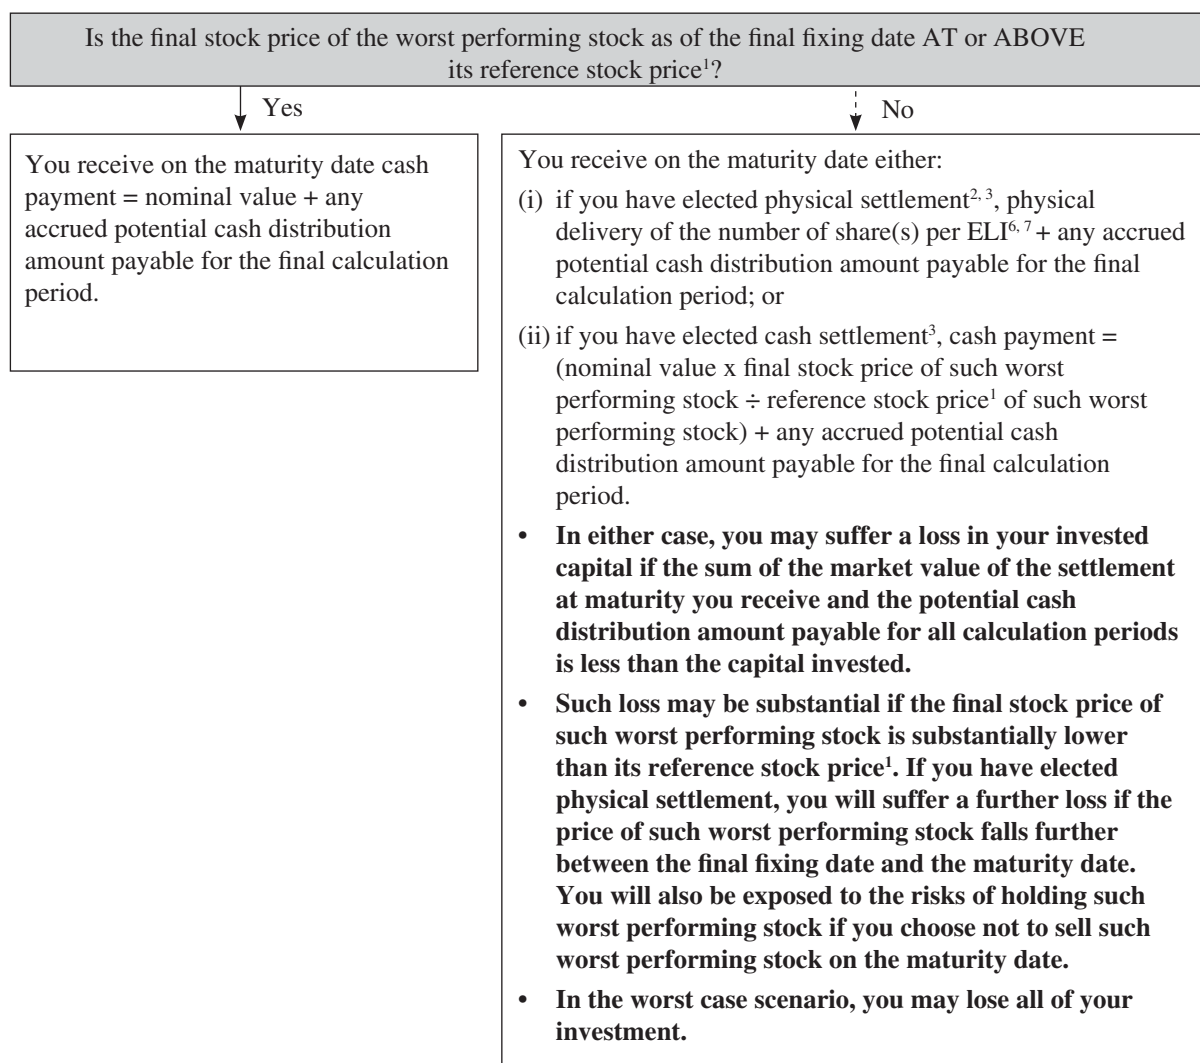 Is the final stock price of the worst performing stock as of the final fixing date AT or ABOVE
its reference stock price¹?
Yes
No
You receive on the maturity date cash
payment = nominal value + any
accrued potential cash distribution
amount payable for the final calculation
period.
You receive on the maturity date either:
(i) if you have elected physical settlement²,³, physical
delivery of the number of share(s) per ELI⁶,⁷ + any accrued
potential cash distribution amount payable for the final
calculation period; or
(ii) if you have elected cash settlement³, cash payment =
(nominal value x final stock price of such worst
performing stock ÷ reference stock price¹ of such worst
performing stock) + any accrued potential cash
distribution amount payable for the final calculation
period.
• In either case, you may suffer a loss in your invested
capital if the sum of the market value of the settlement
at maturity you receive and the potential cash
distribution amount payable for all calculation periods
is less than the capital invested.
• Such loss may be substantial if the final stock price of
such worst performing stock is substantially lower
than its reference stock price¹. If you have elected
physical settlement, you will suffer a further loss if the
price of such worst performing stock falls further
between the final fixing date and the maturity date.
You will also be exposed to the risks of holding such
worst performing stock if you choose not to sell such
worst performing stock on the maturity date.
• In the worst case scenario, you may lose all of your
investment.